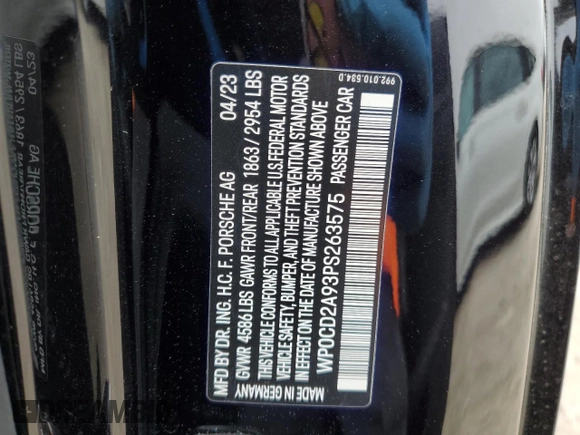 992.010.534.D
MFD BY DR. ING. H.C. F. PORSCHE AG 04/23
GVWR 4586 LBS GAWR FRONT/REAR 1863 / 2954 LBS
THIS VEHICLE CONFORMS TO ALL APPLICABLE U.S. FEDERAL MOTOR
VEHICLE SAFETY, BUMPER, AND THEFT PREVENTION STANDARDS
IN EFFECT ON THE DATE OF MANUFACTURE SHOWN ABOVE
WP0CD2A93PS263575 PASSENGER CAR
MADE IN GERMANY